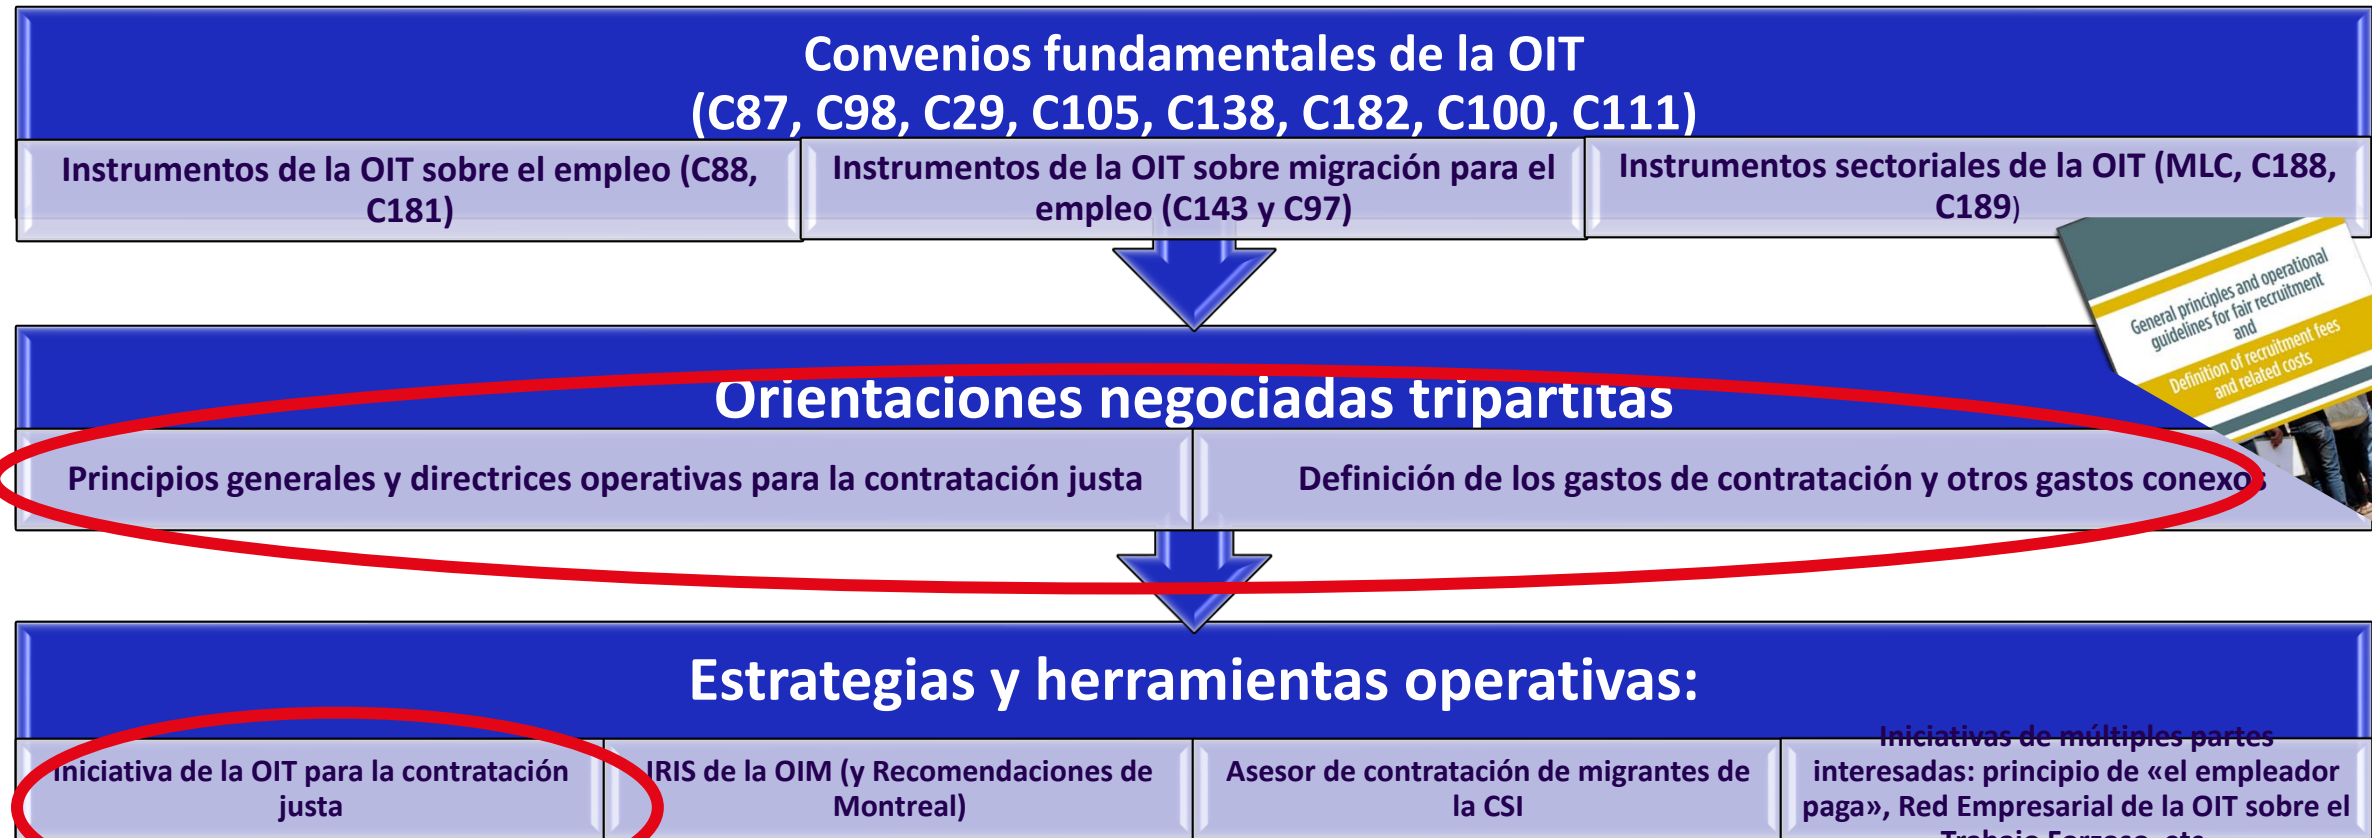 Convenios fundamentales de la OIT
(C87, C98, C29, C105, C138, C182, C100, C111)
Instrumentos de la OIT sobre el empleo (C88,
C181)
Instrumentos de la OIT sobre migración para el
empleo (C143 y C97)
Instrumentos sectoriales de la OIT (MLC, C188,
C189)
General principles and operational
guidelines for fair recruitment
and
Definition of recruitment fees
and related costs
Orientaciones negociadas tripartitas
Principios generales y directrices operativas para la contratación justa
Definición de los gastos de contratación y otros gastos conexos
Estrategias y herramientas operativas:
Iniciativa de la OIT para la contratación
justa
IRIS de la OIM (y Recomendaciones de
Montreal)
Asesor de contratación de migrantes de
la CSI
Iniciativas de múltiples partes
interesadas: principio de «el empleador
paga», Red Empresarial de la OIT sobre el
Trabajo Forzoso, etc.